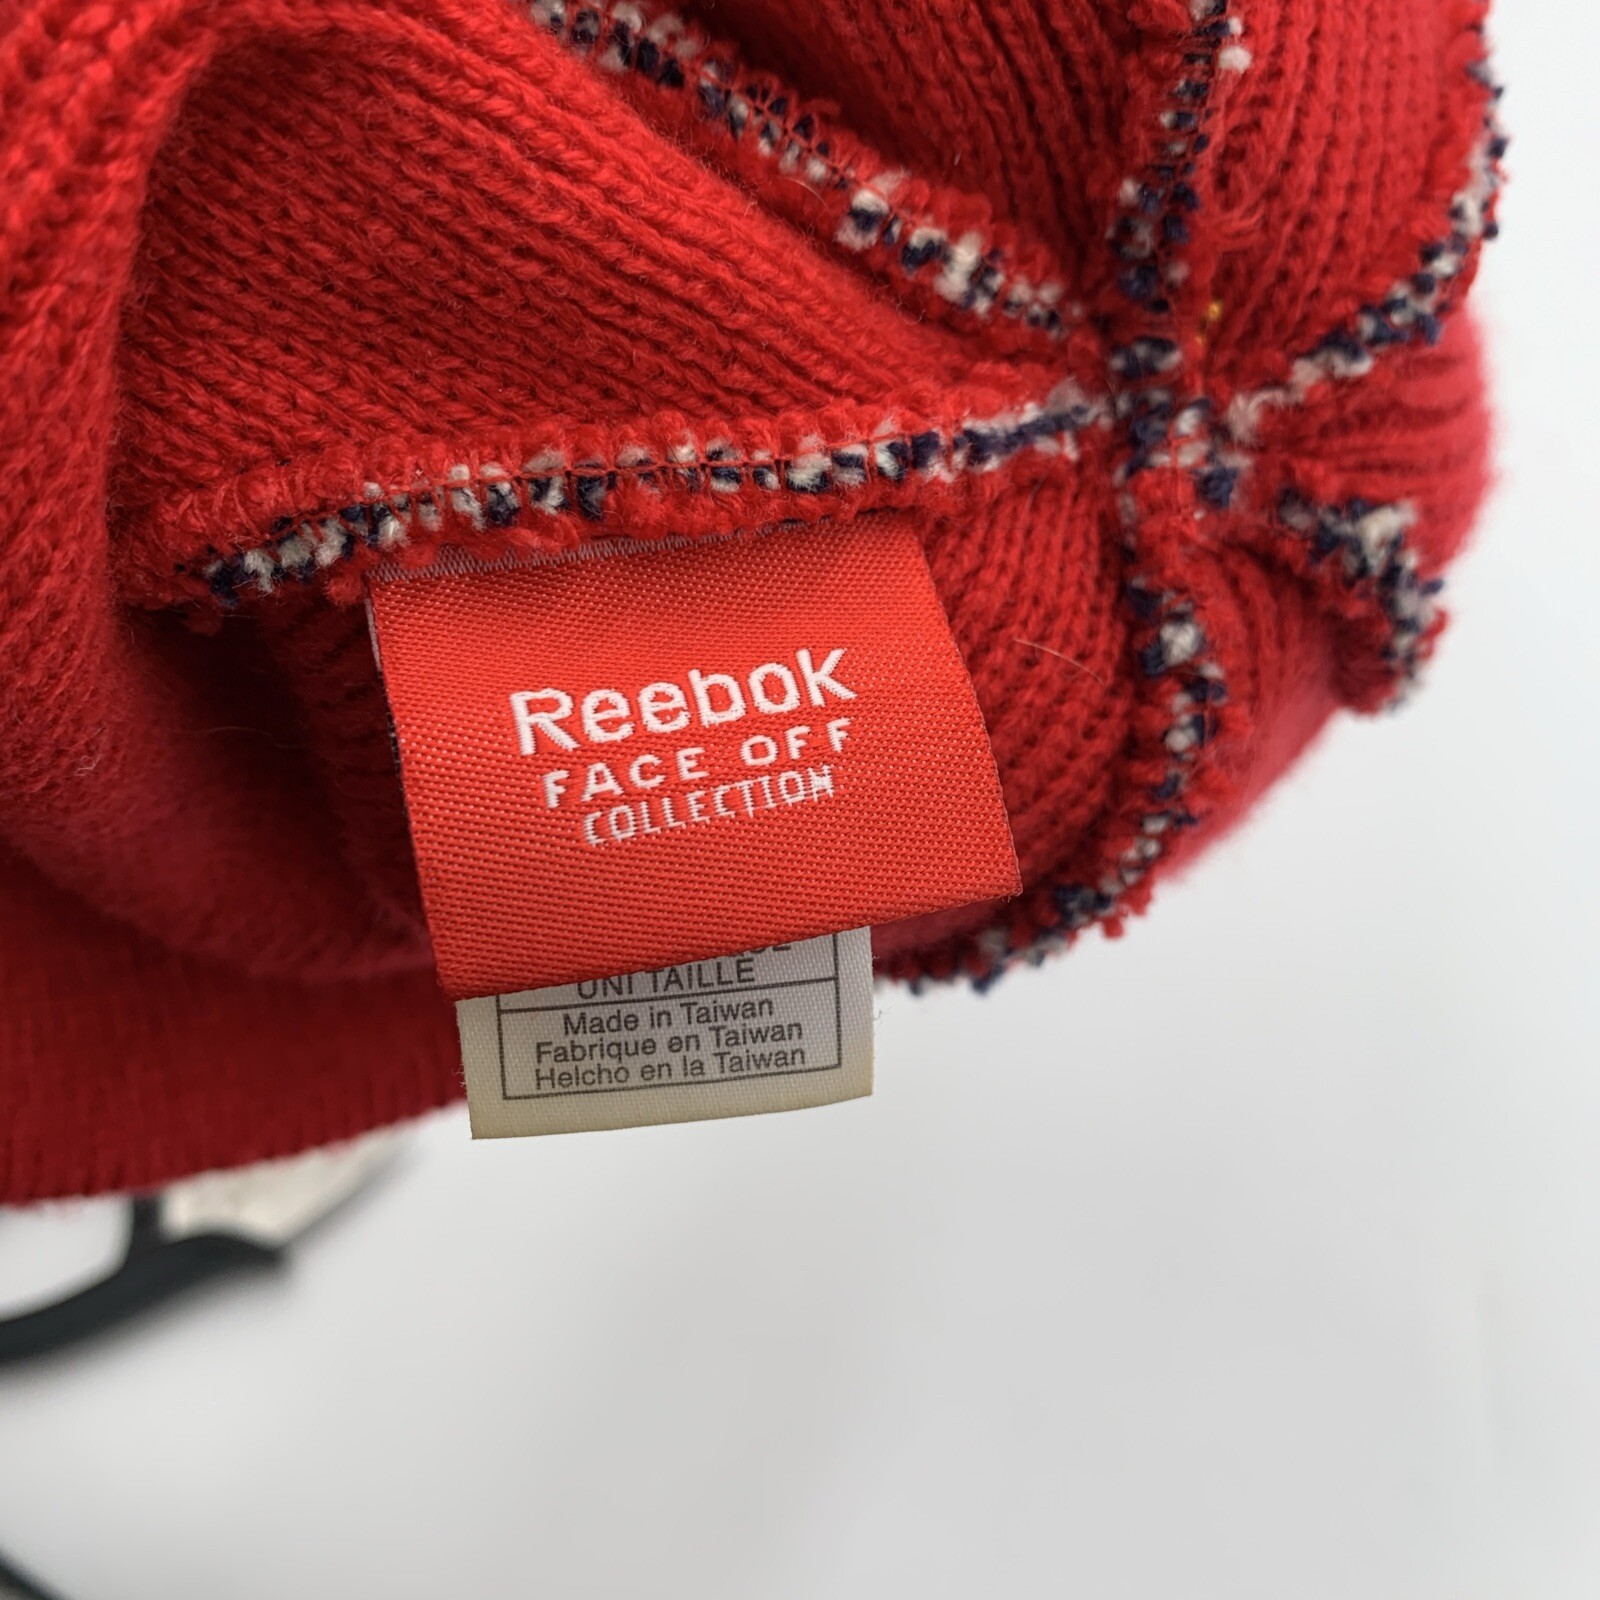 Reebok
FACE OFF
COLLECTION
UNI TAILLE
Made in Taiwan
Fabrique en Taiwan
Helcho en la Taiwan